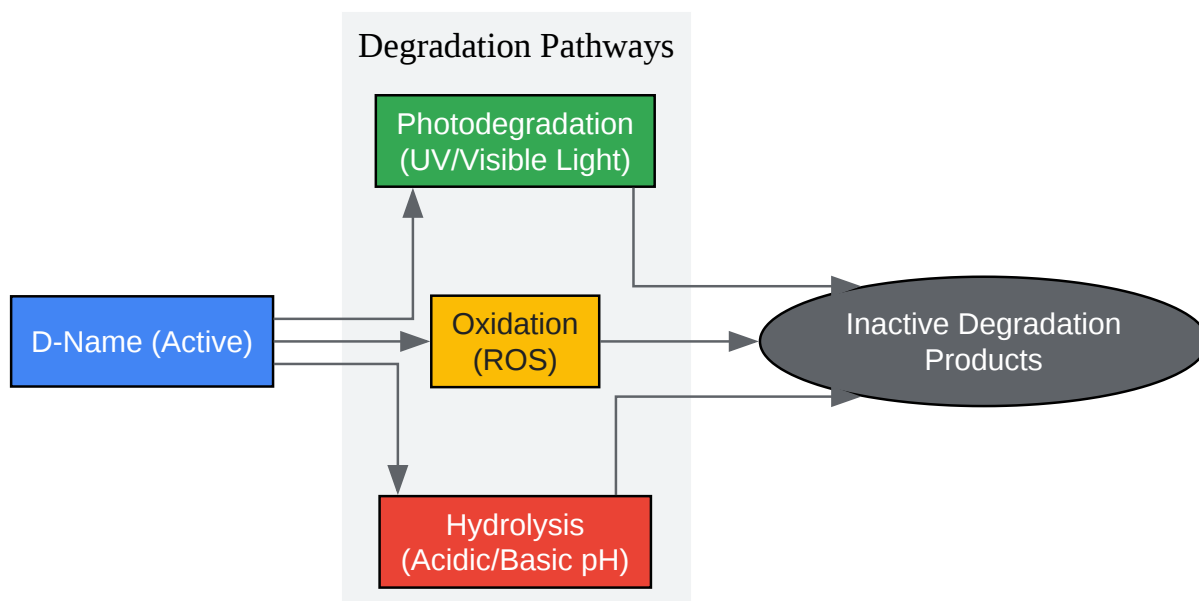 Degradation Pathways
Photodegradation
(UV/Visible Light)
D-Name (Active)
Oxidation
(ROS)
Inactive Degradation
Products
Hydrolysis
(Acidic/Basic pH)